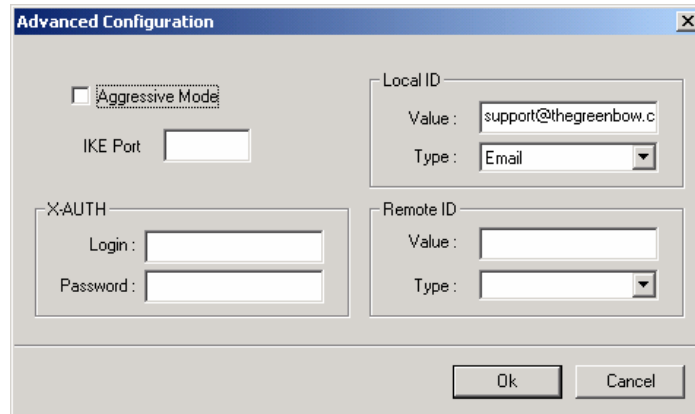 Advanced Configuration
Aggressive Mode
IKE Port
Local ID
Value : support@thegreenbow.c
Type : Email
X-AUTH
Login :
Password :
Remote ID
Value :
Type :
Ok
Cancel